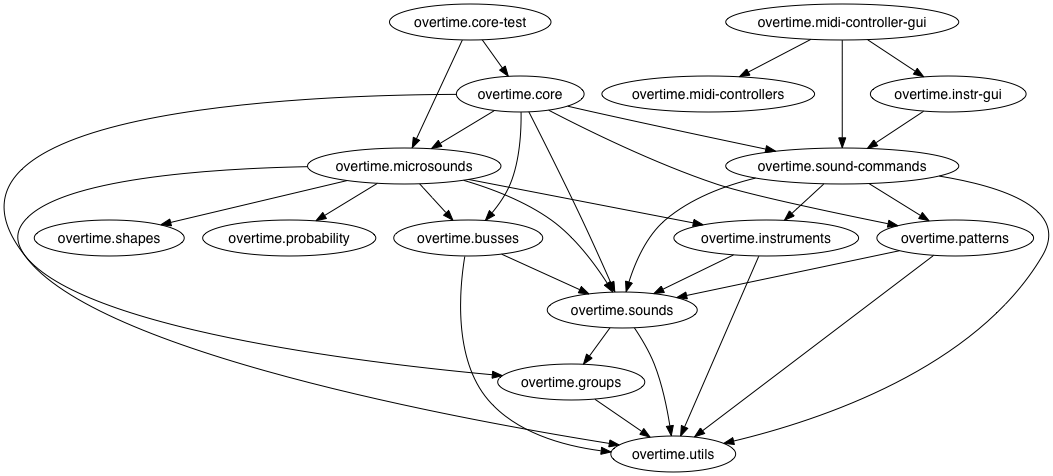 overtime.core-test
overtime.midi-controller-gui
overtime.core
overtime.midi-controllers
overtime.instr-gui
overtime.microsounds
overtime.sound-commands
overtime.shapes
overtime.probability
overtime.busses
overtime.instruments
overtime.patterns
overtime.sounds
overtime.groups
overtime.utils